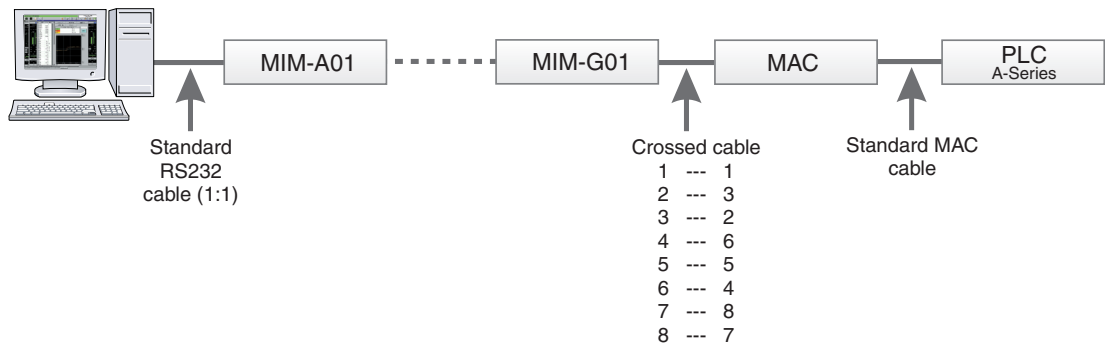 MIM-A01
MIM-G01
MAC
PLC
A-Series
Standard
RS232
cable (1:1)
Crossed cable
1 --- 1
2 --- 3
3 --- 2
4 --- 6
5 --- 5
6 --- 4
7 --- 8
8 --- 7
Standard MAC
cable